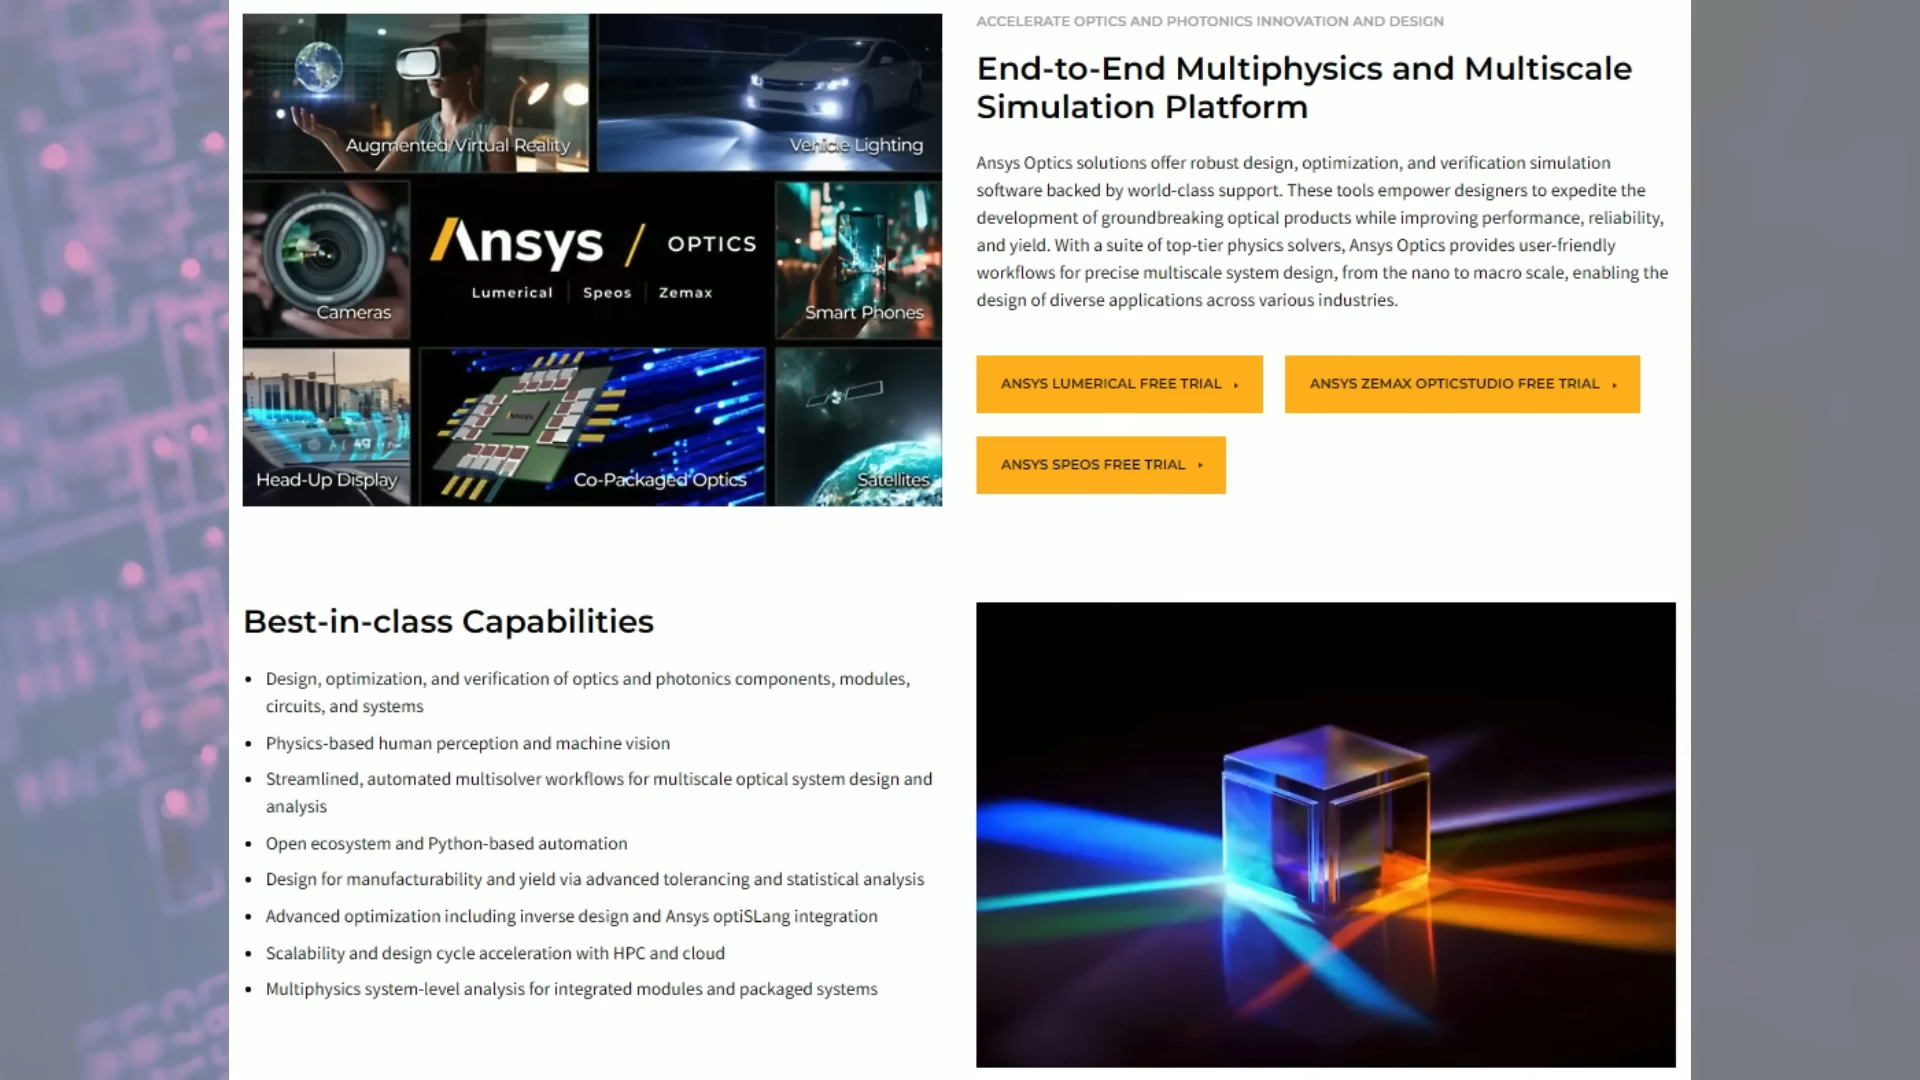 Augmented/Virtual Reality
Vehicle Lighting
Cameras
Ansys / OPTICS
Lumerical | Speos | Zemax
Smart Phones
Head-Up Display
Ansys
Co-Packaged Optics
Satellites
ACCELERATE OPTICS AND PHOTONICS INNOVATION AND DESIGN
End-to-End Multiphysics and Multiscale
Simulation Platform
Ansys Optics solutions offer robust design, optimization, and verification simulation
software backed by world-class support. These tools empower designers to expedite the
development of groundbreaking optical products while improving performance, reliability,
and yield. With a suite of top-tier physics solvers, Ansys Optics provides user-friendly
workflows for precise multiscale system design, from the nano to macro scale, enabling the
design of diverse applications across various industries.
ANSYS LUMERICAL FREE TRIAL
ANSYS ZEMAX OPTICSTUDIO FREE TRIAL
ANSYS SPEOS FREE TRIAL
Best-in-class Capabilities
• Design, optimization, and verification of optics and photonics components, modules,
circuits, and systems
• Physics-based human perception and machine vision
• Streamlined, automated multisolver workflows for multiscale optical system design and
analysis
• Open ecosystem and Python-based automation
• Design for manufacturability and yield via advanced tolerancing and statistical analysis
• Advanced optimization including inverse design and Ansys optiSLang integration
• Scalability and design cycle acceleration with HPC and cloud
• Multiphysics system-level analysis for integrated modules and packaged systems